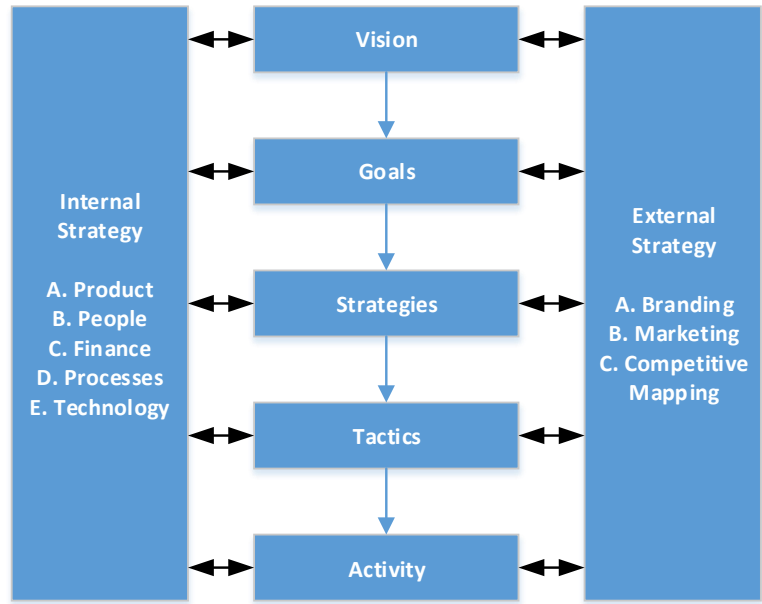 Vision
Goals
Internal
Strategy
A. Product
B. People
C. Finance
D. Processes
E. Technology
External
Strategy
A. Branding
B. Marketing
C. Competitive
Mapping
Strategies
Tactics
Activity